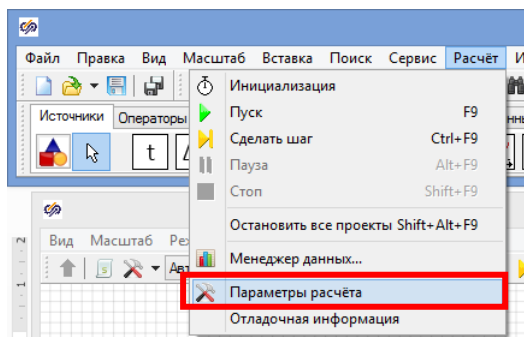 Файл Правка Вид Масштаб Вставка Поиск Сервис Расчёт
Инициализация
Источники Операторы
Пуск F9
Сделать шаг Ctrl+F9
t
Пауза Alt+F9
Стоп Shift+F9
Остановить все проекты Shift+Alt+F9
Вид Масштаб
Менеджер данных...
Параметры расчёта
Отладочная информация